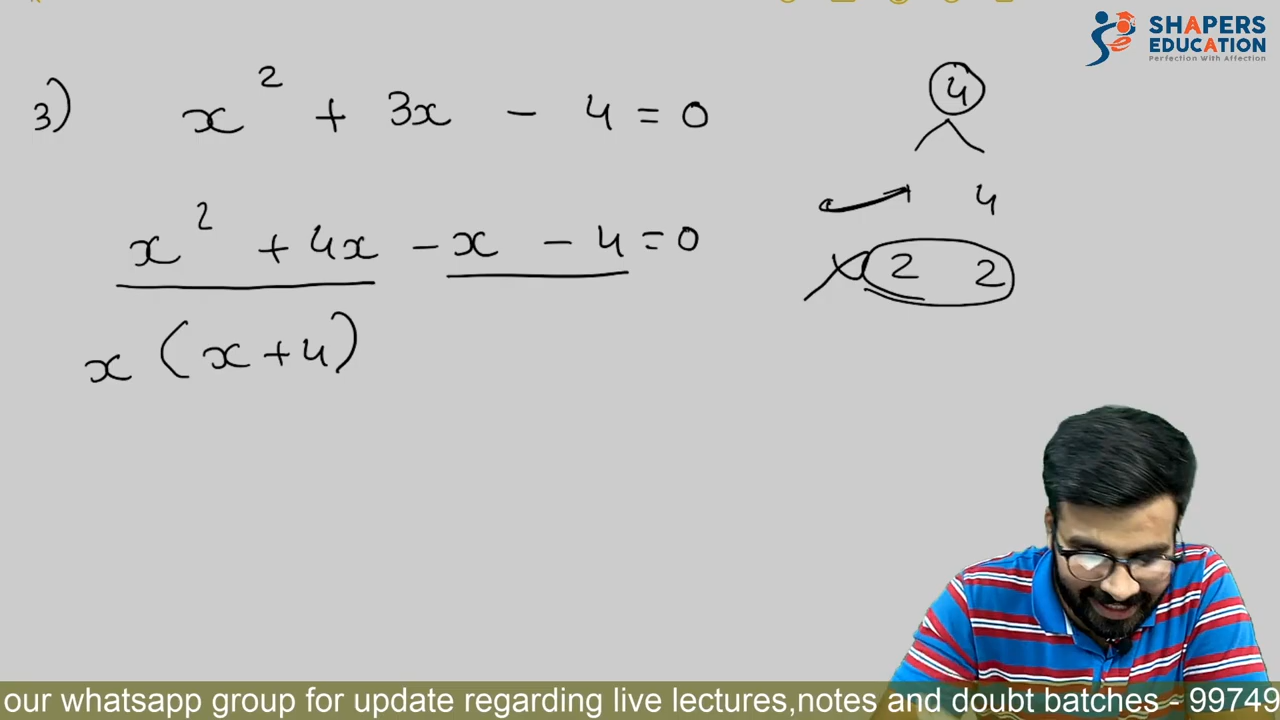 SHAPERS
EDUCATION
Perfection With Affection
3) x² + 3x - 4 = 0
4
x² + 4x - x - 4 = 0
1 4
2 2
x (x+4)
our whatsapp group for update regarding live lectures,notes and doubt batches - 99749